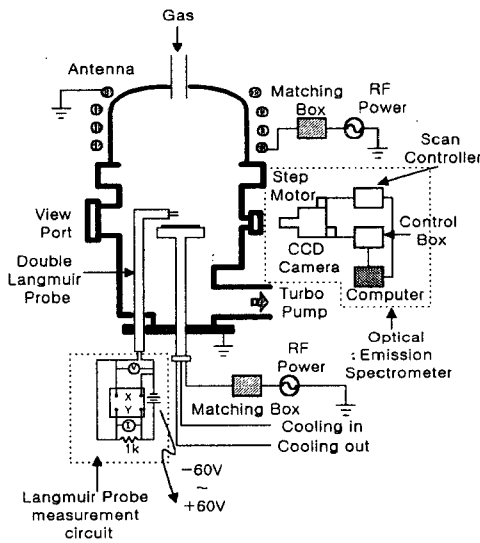 Gas
Antenna
Matching
Box
RF
Power
Scan
Controller
Step
Motor
View
Port
CCD
Camera
Control
Box
Double
Langmuir
Probe
Computer
Turbo
Pump
Optical
Emission
Spectrometer
RF
Power
Matching Box
Cooling in
Cooling out
V
X
Y
I
1k
−60V
~
+60V
Langmuir Probe
measurement
circuit